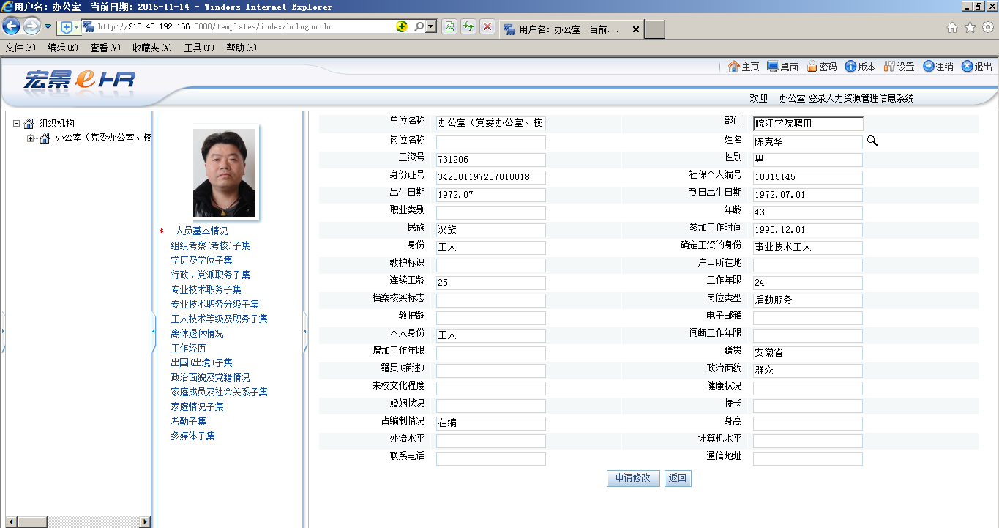 用户名：办公室 当前日期：2015-11-14 - Windows Internet Explorer
http://210.45.192.166:8080/templates/index/hrlogon.do
用户名：办公室 当前...
文件(F) 编辑(E) 查看(V) 收藏夹(A) 工具(T) 帮助(H)
宏景eHR
主页 桌面 密码 版本 设置 注销 退出
欢迎 办公室 登录人力资源管理信息系统
组织机构
办公室（党委办公室、校
* 人员基本情况
组织考察(考核)子集
学历及学位子集
行政、党派职务子集
专业技术职务子集
专业技术职务分级子集
工人技术等级及职务子集
离休退休情况
工作经历
出国(出境)子集
政治面貌及党籍情况
家庭成员及社会关系子集
家庭情况子集
考勤子集
多媒体子集
单位名称 办公室（党委办公室、校- 部门 皖江学院聘用
岗位名称 姓名 陈克华
工资号 731206 性别 男
身份证号 342501197207010018 社保个人编号 10315145
出生日期 1972.07 到日出生日期 1972.07.01
职业类别 年龄 43
民族 汉族 参加工作时间 1990.12.01
身份 工人 确定工资的身份 事业技术工人
教护标识 户口所在地
连续工龄 25 工作年限 24
档案核实标志 岗位类型 后勤服务
教护龄 电子邮箱
本人身份 工人 间断工作年限
增加工作年限 籍贯 安徽省
籍贯(描述) 政治面貌 群众
来校文化程度 健康状况
婚姻状况 特长
占编制情况 在编 身高
外语水平 计算机水平
联系电话 通信地址
申请修改 返回